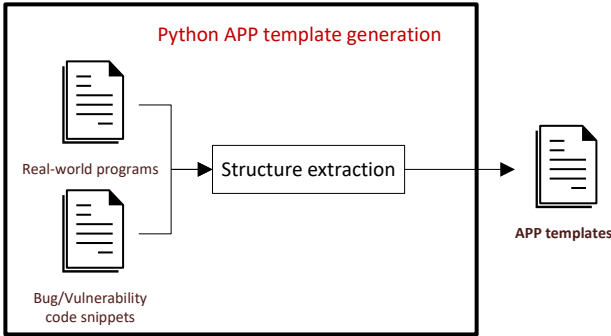 Python APP template generation
Real-world programs
Structure extraction
Bug/Vulnerability
code snippets
APP templates